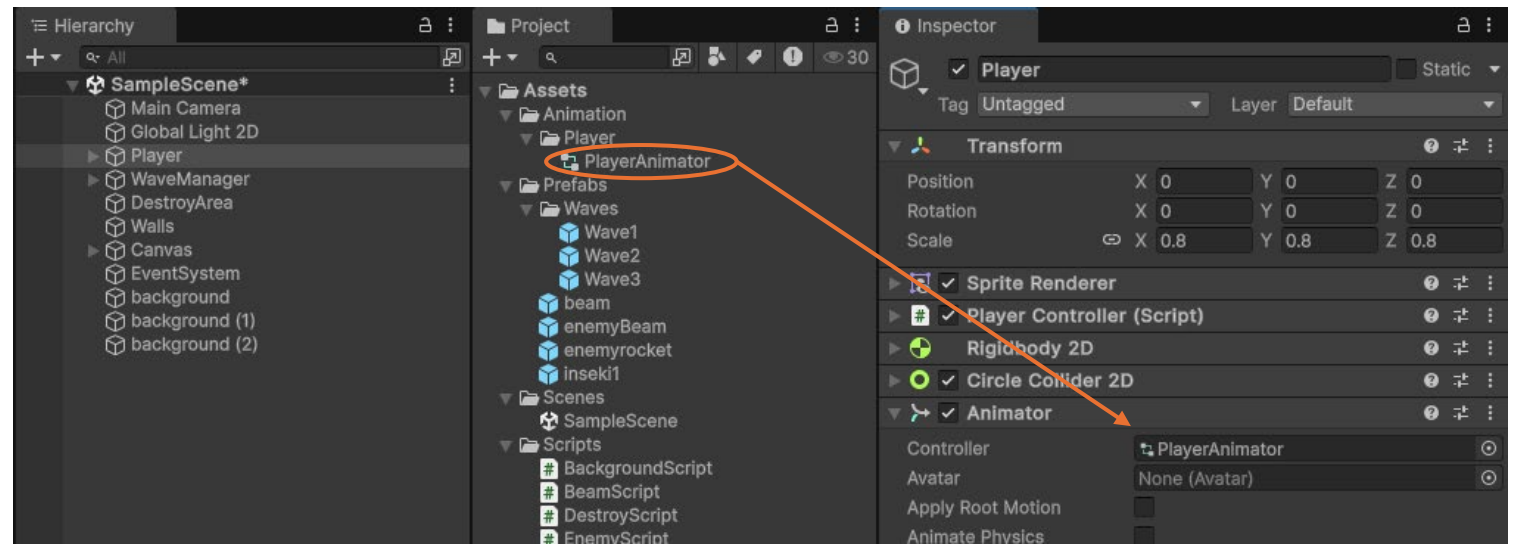 Hierarchy
All
SampleScene*
Main Camera
Global Light 2D
Player
WaveManager
DestroyArea
Walls
Canvas
EventSystem
background
background (1)
background (2)
Project
30
Assets
Animation
Player
PlayerAnimator
Prefabs
Waves
Wave1
Wave2
Wave3
beam
enemyBeam
enemyrocket
inseki1
Scenes
SampleScene
Scripts
BackgroundScript
BeamScript
DestroyScript
EnemyScript
Inspector
Player Static
Tag Untagged Layer Default
Transform
Position X 0 Y 0 Z 0
Rotation X 0 Y 0 Z 0
Scale X 0.8 Y 0.8 Z 0.8
Sprite Renderer
# Player Controller (Script)
Rigidbody 2D
Circle Collider 2D
Animator
Controller PlayerAnimator
Avatar None (Avatar)
Apply Root Motion
Animate Physics